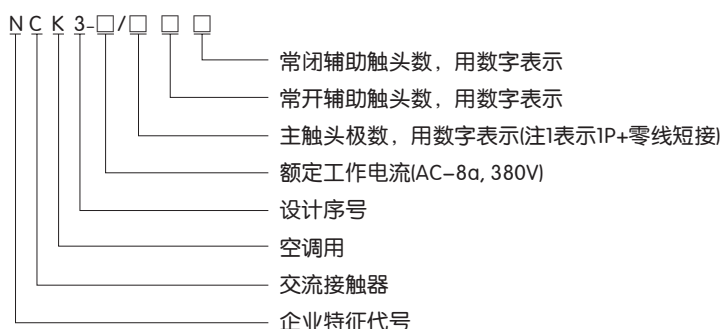 NCK3-□/□ □ □
常闭辅助触头数，用数字表示
常开辅助触头数，用数字表示
主触头极数，用数字表示(注1表示1P+零线短接)
额定工作电流(AC-8a, 380V)
设计序号
空调用
交流接触器
企业特征代号